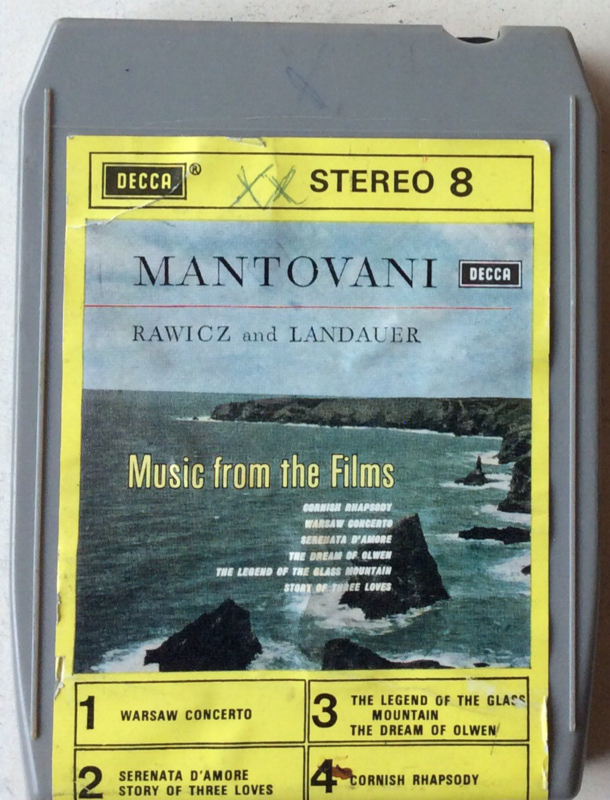 DECCA ® XX STEREO 8
MANTOVANI DECCA
RAWICZ and LANDAUER
Music from the Films
CORNISH RHAPSODY
WARSAW CONCERTO
SERENATA D'AMORE
THE DREAM OF OLWEN
THE LEGEND OF THE GLASS MOUNTAIN
STORY OF THREE LOVES
1 WARSAW CONCERTO
3 THE LEGEND OF THE GLASS
MOUNTAIN
THE DREAM OF OLWEN
2 SERENATA D'AMORE
STORY OF THREE LOVES
4 CORNISH RHAPSODY